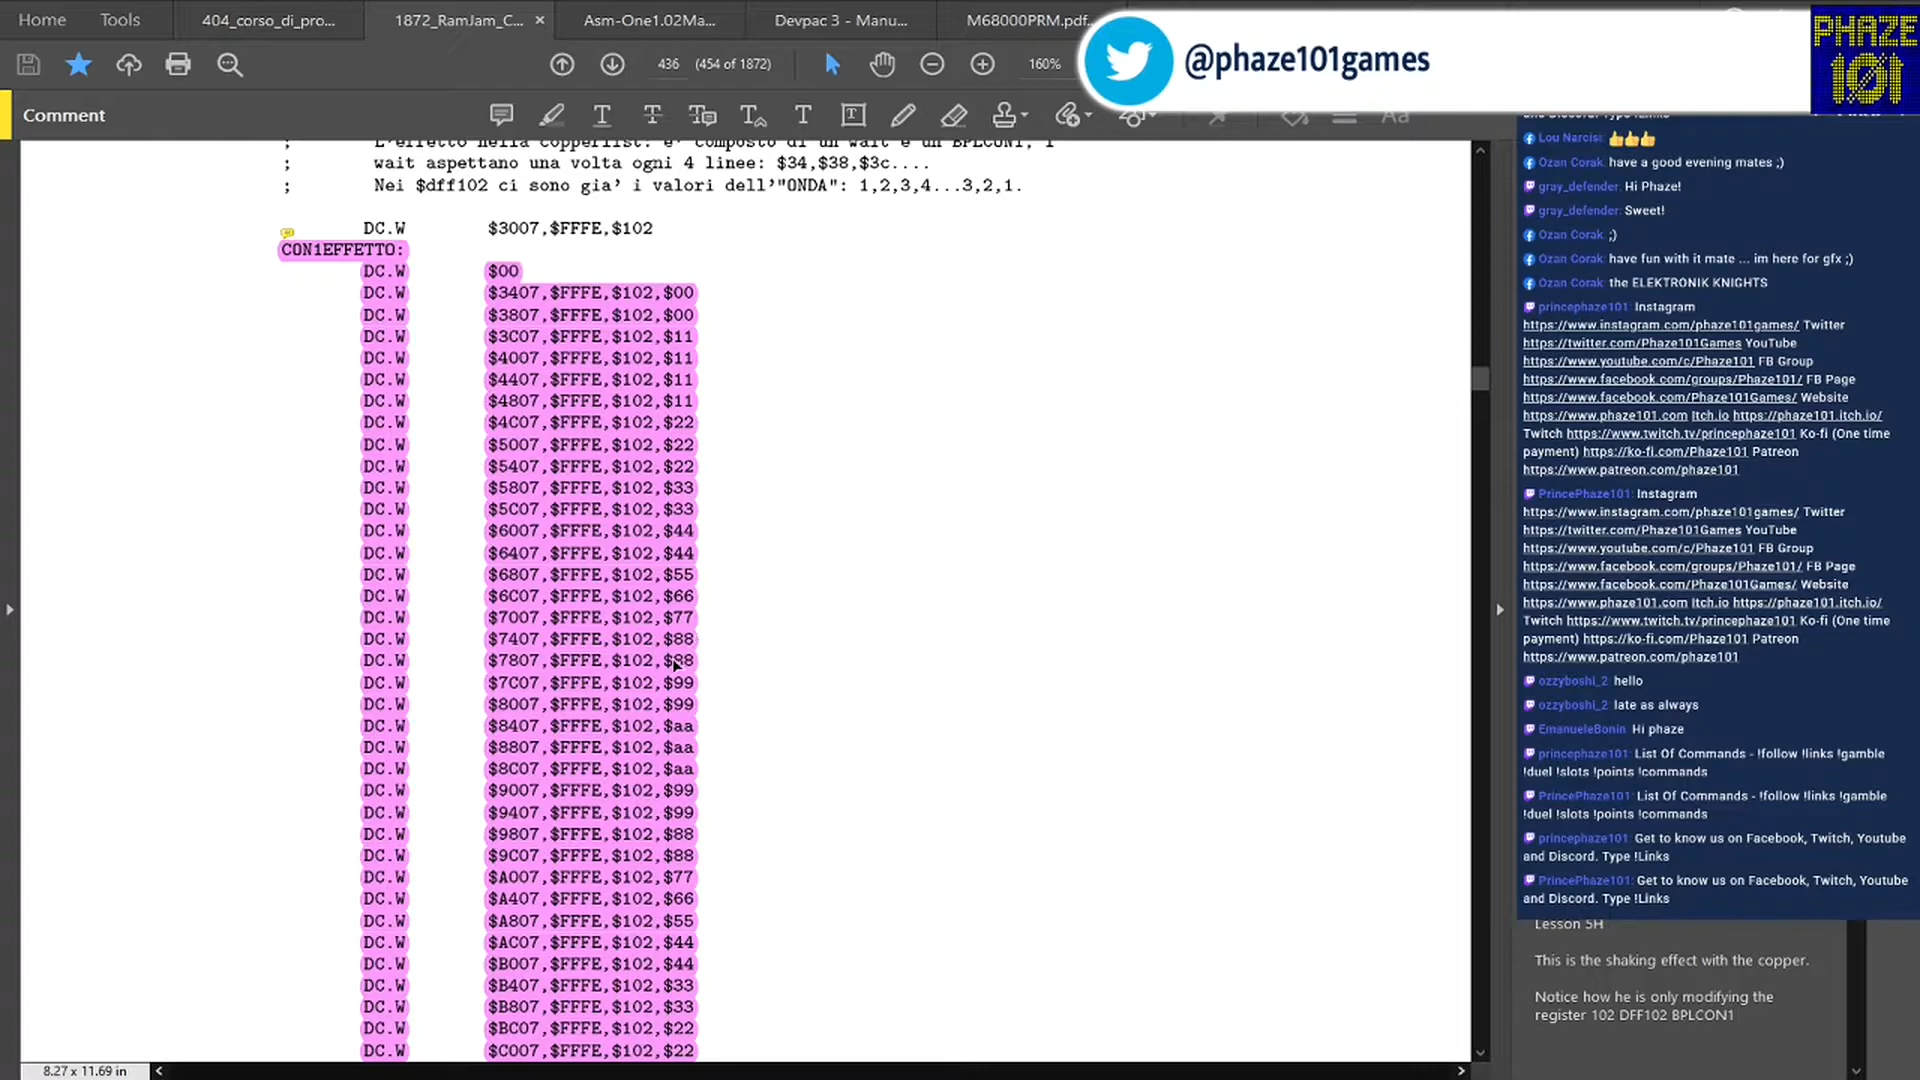 Home
Tools
404_corso_di_pro...
1872_RamJam_C...
Asm-One1.02Ma...
Devpac 3 - Manu...
M68000PRM.pdf
@phaze101games
PHAZE
101
436
(454 of 1872)
160%
Comment
; L'effetto nella copperlist: e' composto di un wait e un BPLCON1, i
; wait aspettano una volta ogni 4 linee: $34,$38,$3c....
; Nei $dff102 ci sono gia' i valori dell'"ONDA": 1,2,3,4...3,2,1.
DC.W $3007,$FFFE,$102
CON1EFFETTO:
DC.W $00
DC.W $3407,$FFFE,$102,$00
DC.W $3807,$FFFE,$102,$00
DC.W $3C07,$FFFE,$102,$11
DC.W $4007,$FFFE,$102,$11
DC.W $4407,$FFFE,$102,$11
DC.W $4807,$FFFE,$102,$11
DC.W $4C07,$FFFE,$102,$22
DC.W $5007,$FFFE,$102,$22
DC.W $5407,$FFFE,$102,$22
DC.W $5807,$FFFE,$102,$33
DC.W $5C07,$FFFE,$102,$33
DC.W $6007,$FFFE,$102,$44
DC.W $6407,$FFFE,$102,$44
DC.W $6807,$FFFE,$102,$55
DC.W $6C07,$FFFE,$102,$66
DC.W $7007,$FFFE,$102,$77
DC.W $7407,$FFFE,$102,$88
DC.W $7807,$FFFE,$102,$88
DC.W $7C07,$FFFE,$102,$99
DC.W $8007,$FFFE,$102,$99
DC.W $8407,$FFFE,$102,$aa
DC.W $8807,$FFFE,$102,$aa
DC.W $8C07,$FFFE,$102,$aa
DC.W $9007,$FFFE,$102,$99
DC.W $9407,$FFFE,$102,$99
DC.W $9807,$FFFE,$102,$88
DC.W $9C07,$FFFE,$102,$88
DC.W $A007,$FFFE,$102,$77
DC.W $A407,$FFFE,$102,$66
DC.W $A807,$FFFE,$102,$55
DC.W $AC07,$FFFE,$102,$44
DC.W $B007,$FFFE,$102,$44
DC.W $B407,$FFFE,$102,$33
DC.W $B807,$FFFE,$102,$33
DC.W $BC07,$FFFE,$102,$22
DC.W $C007,$FFFE,$102,$22
8.27 x 11.69 in
and Discord. Type !Links
Lou Narcisi: 👍👍👍
Ozan Corak: have a good evening mates ;)
gray_defender: Hi Phaze!
gray_defender: Sweet!
Ozan Corak: ;)
Ozan Corak: have fun with it mate ... im here for gfx ;)
Ozan Corak: the ELEKTRONIK KNIGHTS
princephaze101: Instagram
https://www.instagram.com/phaze101games/ Twitter
https://twitter.com/Phaze101Games YouTube
https://www.youtube.com/c/Phaze101 FB Group
https://www.facebook.com/groups/Phaze101/ FB Page
https://www.facebook.com/Phaze101Games/ Website
https://www.phaze101.com Itch.io https://phaze101.itch.io/
Twitch https://www.twitch.tv/princephaze101 Ko-fi (One time
payment) https://ko-fi.com/Phaze101 Patreon
https://www.patreon.com/phaze101
PrincePhaze101: Instagram
https://www.instagram.com/phaze101games/ Twitter
https://twitter.com/Phaze101Games YouTube
https://www.youtube.com/c/Phaze101 FB Group
https://www.facebook.com/groups/Phaze101/ FB Page
https://www.facebook.com/Phaze101Games/ Website
https://www.phaze101.com Itch.io https://phaze101.itch.io/
Twitch https://www.twitch.tv/princephaze101 Ko-fi (One time
payment) https://ko-fi.com/Phaze101 Patreon
https://www.patreon.com/phaze101
ozzyboshi_2 hello
ozzyboshi_2 late as always
EmanueleBonin Hi phaze
princephaze101: List Of Commands - !follow !links !gamble
!duel !slots !points !commands
PrincePhaze101: List Of Commands - !follow !links !gamble
!duel !slots !points !commands
princephaze101: Get to know us on Facebook, Twitch, Youtube
and Discord. Type !Links
PrincePhaze101: Get to know us on Facebook, Twitch, Youtube
and Discord. Type !Links
Lesson 5H
This is the shaking effect with the copper.
Notice how he is only modifying the
register 102 DFF102 BPLCON1